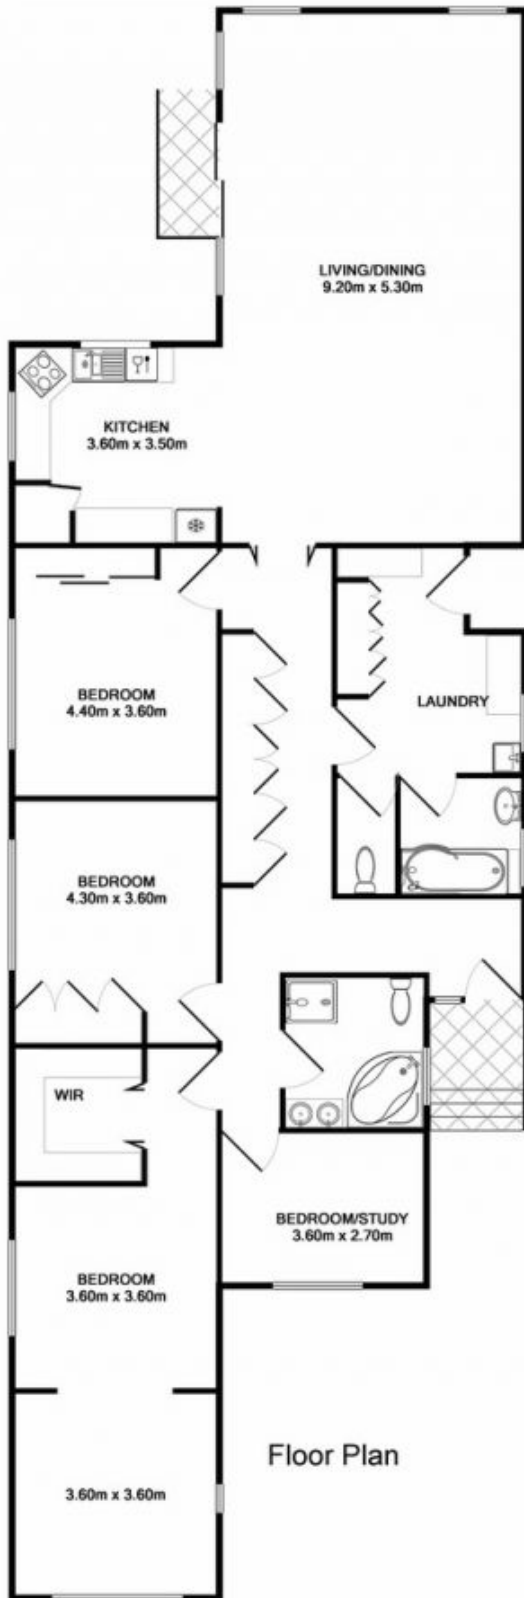 LIVING/DINING
9.20m x 5.30m
KITCHEN
3.60m x 3.50m
BEDROOM
4.40m x 3.60m
LAUNDRY
BEDROOM
4.30m x 3.60m
WIR
BEDROOM/STUDY
3.60m x 2.70m
BEDROOM
3.60m x 3.60m
Floor Plan
3.60m x 3.60m